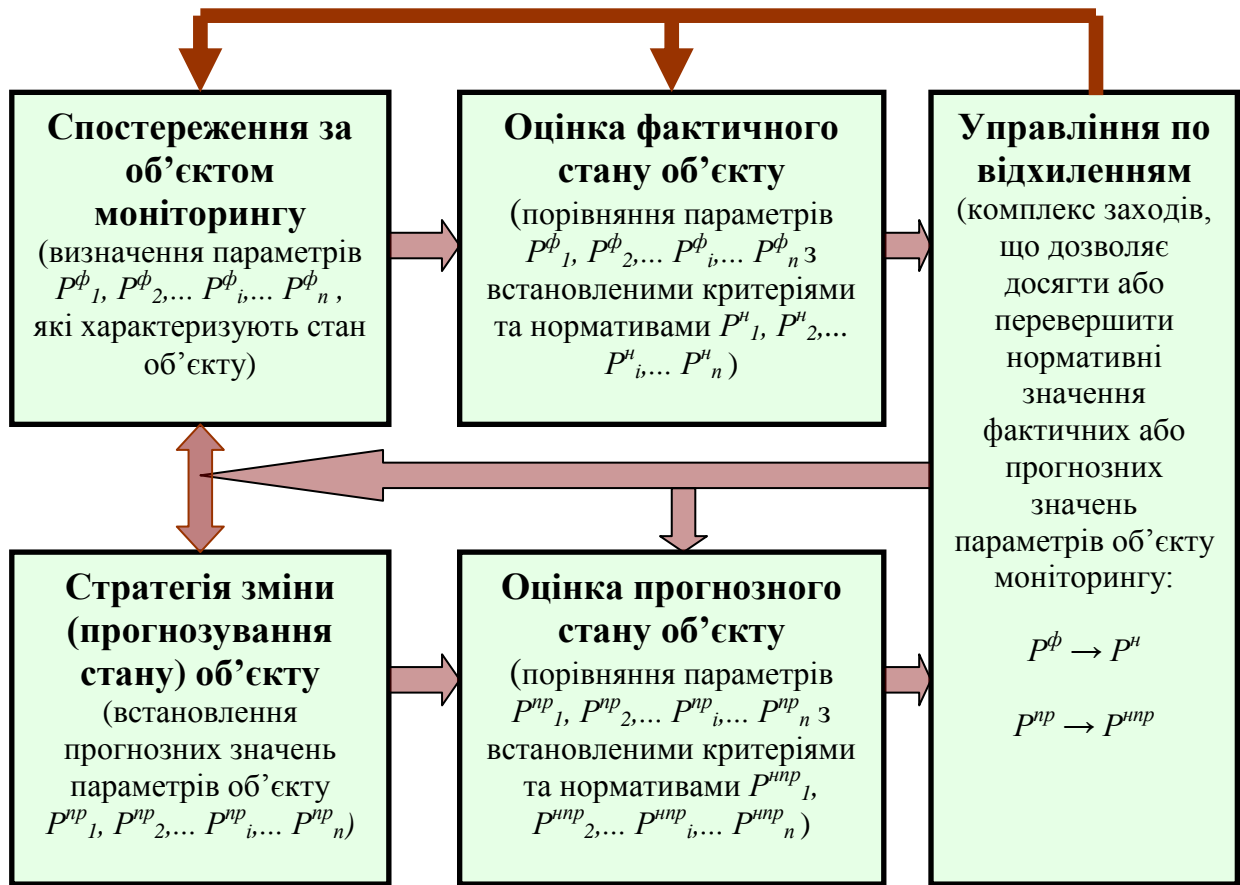 Спостереження за
об’єктом
моніторингу
(визначення параметрів
Pф1, Pф2,... Pфi,... Pфn ,
які характеризують стан
об’єкту)
Оцінка фактичного
стану об’єкту
(порівняння параметрів
Pф1, Pф2,... Pфi,... Pфn з
встановленими критеріями
та нормативами Pн1, Pн2,...
Pнi,... Pнn )
Управління по
відхиленням
(комплекс заходів,
що дозволяє
досягти або
перевершити
нормативні
значення
фактичних або
прогнозних
значень
параметрів об’єкту
моніторингу:
Pф → Pн
Pпр → Pнпр
Стратегія зміни
(прогнозування
стану) об’єкту
(встановлення
прогнозних значень
параметрів об’єкту
Pпр1, Pпр2,... Pпрi,... Pпрn)
Оцінка прогнозного
стану об’єкту
(порівняння параметрів
Pпр1, Pпр2,... Pпрi,... Pпрn з
встановленими критеріями
та нормативами Pнпр1,
Pнпр2,... Pнпрi,... Pнпрn )